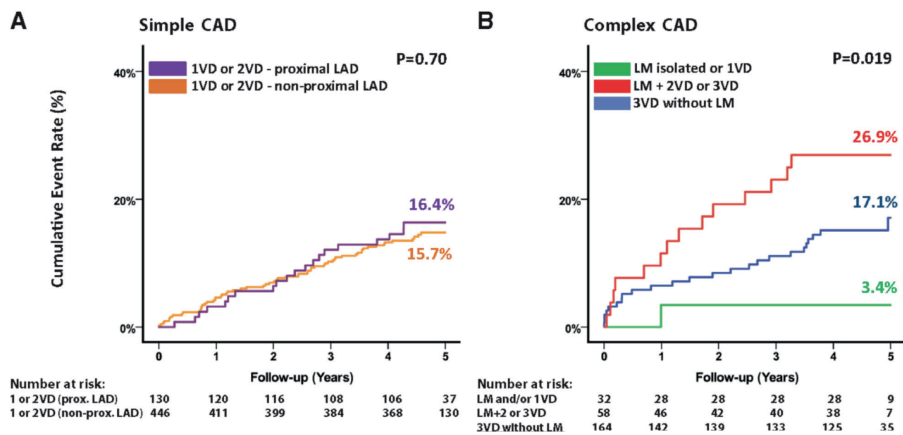 A
Simple CAD
Cumulative Event Rate (%)
40%
20%
0%
1VD or 2VD - proximal LAD
1VD or 2VD - non-proximal LAD
P=0.70
16.4%
15.7%
0 1 2 3 4 5
Follow-up (Years)
Number at risk:
1 or 2VD (prox. LAD) 130 120 116 108 106 37
1 or 2VD (non-prox. LAD) 446 411 399 384 368 130
B
Complex CAD
40%
20%
0%
LM isolated or 1VD
LM + 2VD or 3VD
3VD without LM
P=0.019
26.9%
17.1%
3.4%
0 1 2 3 4 5
Follow-up (Years)
Number at risk:
LM and/or 1VD 32 28 28 28 28 9
LM+2 or 3VD 58 46 42 40 38 7
3VD without LM 164 142 139 133 125 35